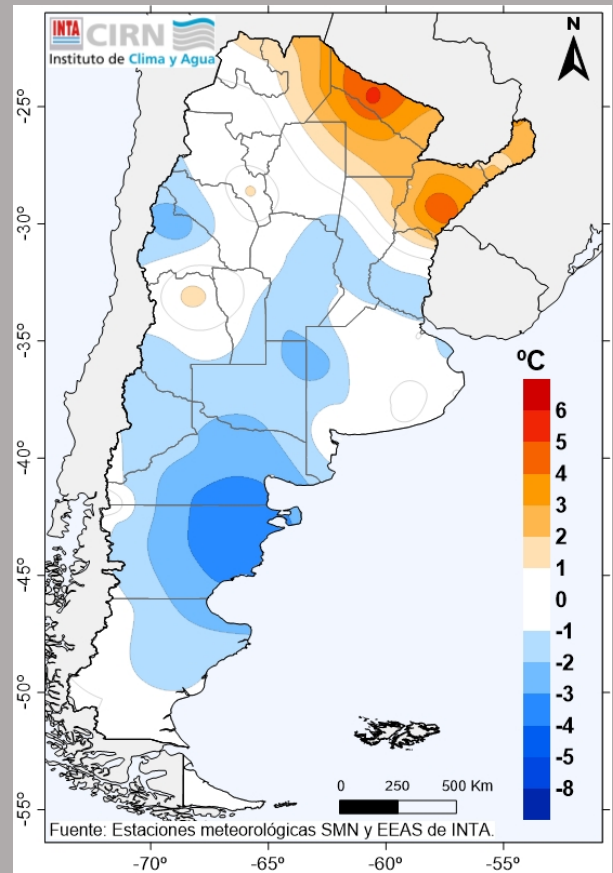 INTA CIRN
Instituto de Clima y Agua
N
-25°
-30°
-35°
-40°
-45°
-50°
-55°
ºC
6
5
4
3
2
1
0
-1
-2
-3
-4
-5
-8
0 250 500 Km
Fuente: Estaciones meteorológicas SMN y EEAS de INTA.
-70° -65° -60° -55°